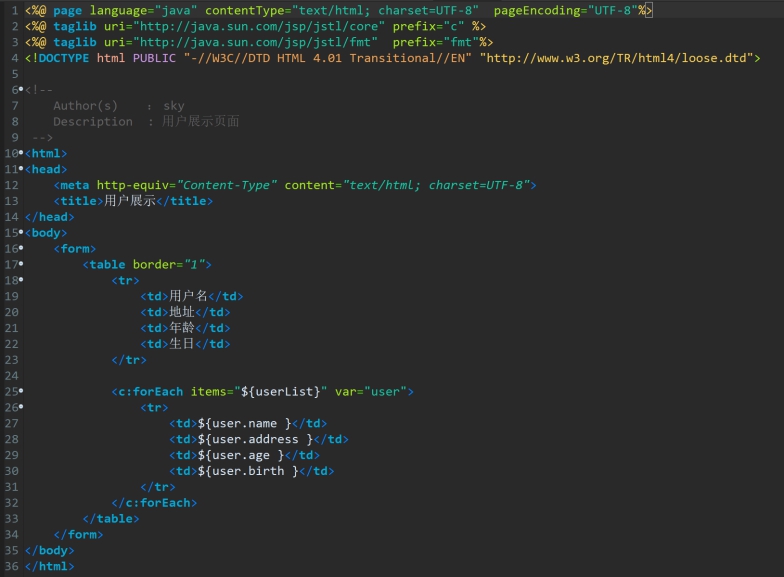 1 <%@ page language="java" contentType="text/html; charset=UTF-8"  pageEncoding="UTF-8"%>
2 <%@ taglib uri="http://java.sun.com/jsp/jstl/core" prefix="c" %>
3 <%@ taglib uri="http://java.sun.com/jsp/jstl/fmt"  prefix="fmt"%>
4 <!DOCTYPE html PUBLIC "-//W3C//DTD HTML 4.01 Transitional//EN" "http://www.w3.org/TR/html4/loose.dtd">
5
6 <!--
7     Author(s)    : sky
8     Description  : 用户展示页面
9  -->
10 <html>
11 <head>
12     <meta http-equiv="Content-Type" content="text/html; charset=UTF-8">
13     <title>用户展示</title>
14 </head>
15 <body>
16     <form>
17         <table border="1">
18             <tr>
19                 <td>用户名</td>
20                 <td>地址</td>
21                 <td>年龄</td>
22                 <td>生日</td>
23             </tr>
24
25             <c:forEach items="${userList}" var="user">
26                 <tr>
27                     <td>${user.name }</td>
28                     <td>${user.address }</td>
29                     <td>${user.age }</td>
30                     <td>${user.birth }</td>
31                 </tr>
32             </c:forEach>
33         </table>
34     </form>
35 </body>
36 </html>